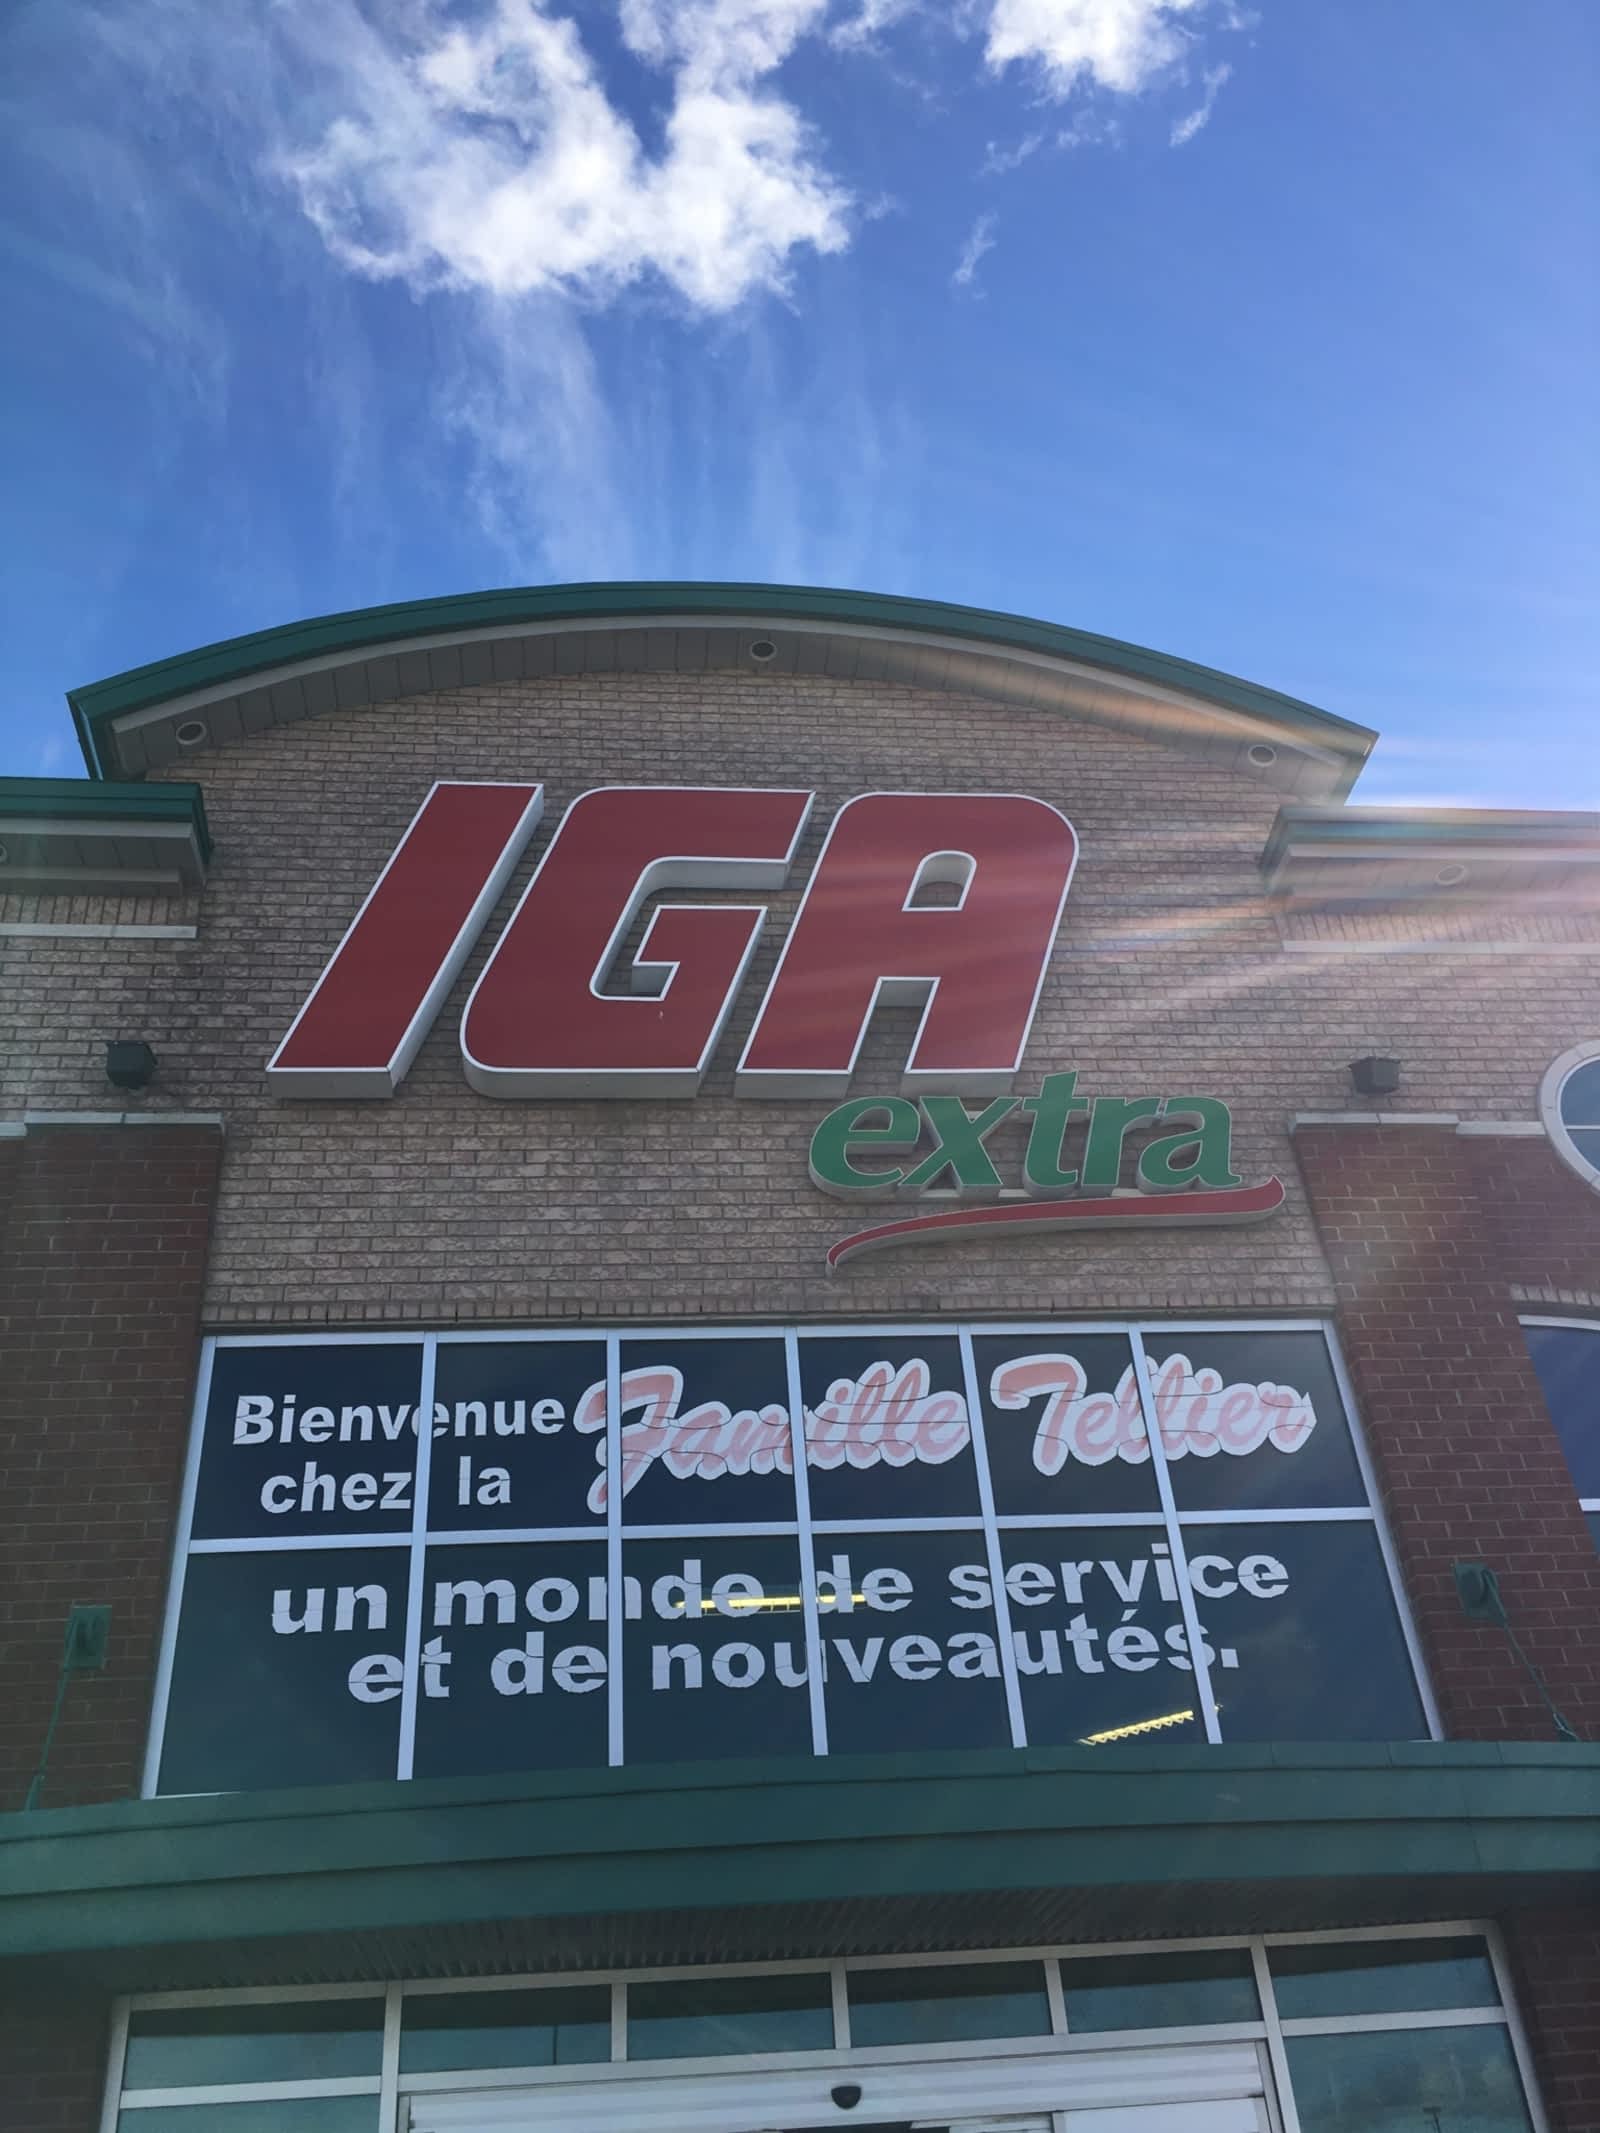 IGA
extra
Bienvenue Famille Tellier
chez la
un monde de service
et de nouveautés.